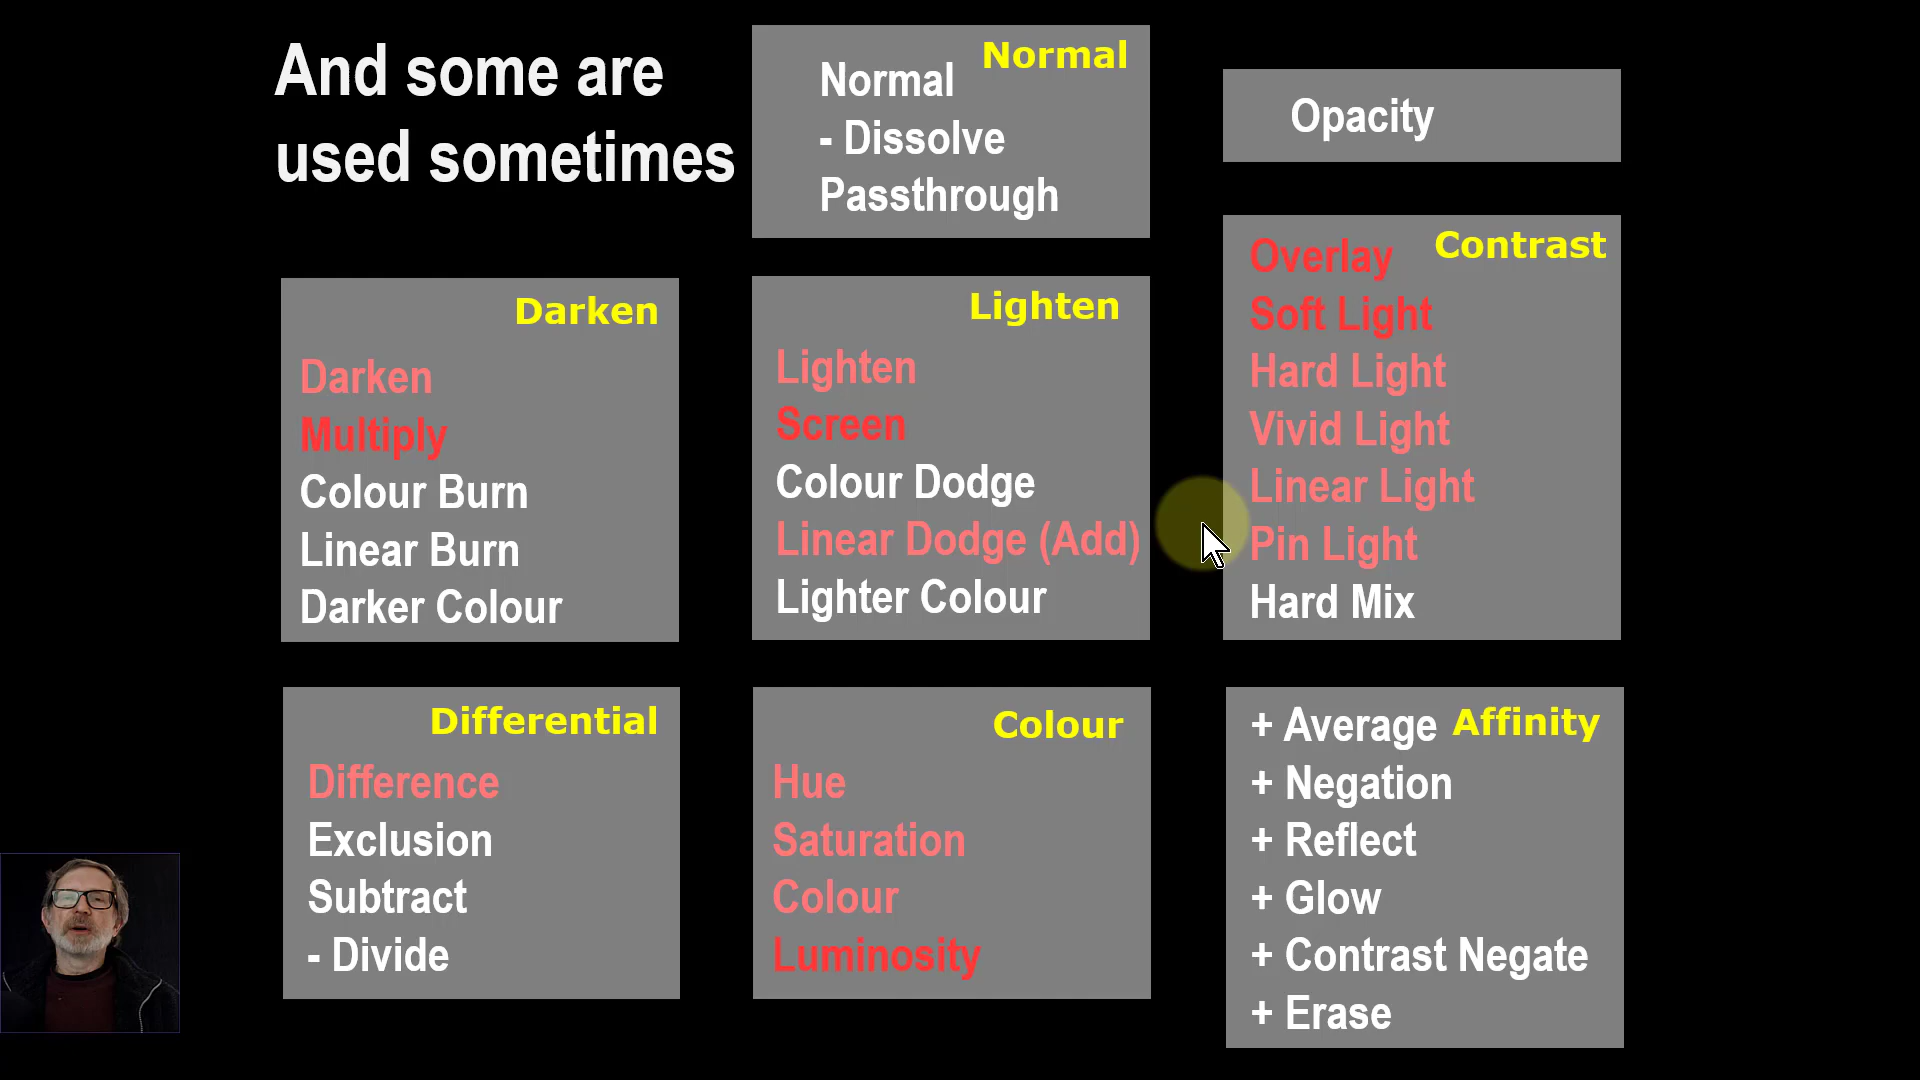 And some are
used sometimes
Normal
Normal
- Dissolve
Passthrough
Opacity
Darken
Darken
Multiply
Colour Burn
Linear Burn
Darker Colour
Lighten
Lighten
Screen
Colour Dodge
Linear Dodge (Add)
Lighter Colour
Contrast
Overlay
Soft Light
Hard Light
Vivid Light
Linear Light
Pin Light
Hard Mix
Differential
Difference
Exclusion
Subtract
- Divide
Colour
Hue
Saturation
Colour
Luminosity
Affinity
+ Average
+ Negation
+ Reflect
+ Glow
+ Contrast Negate
+ Erase